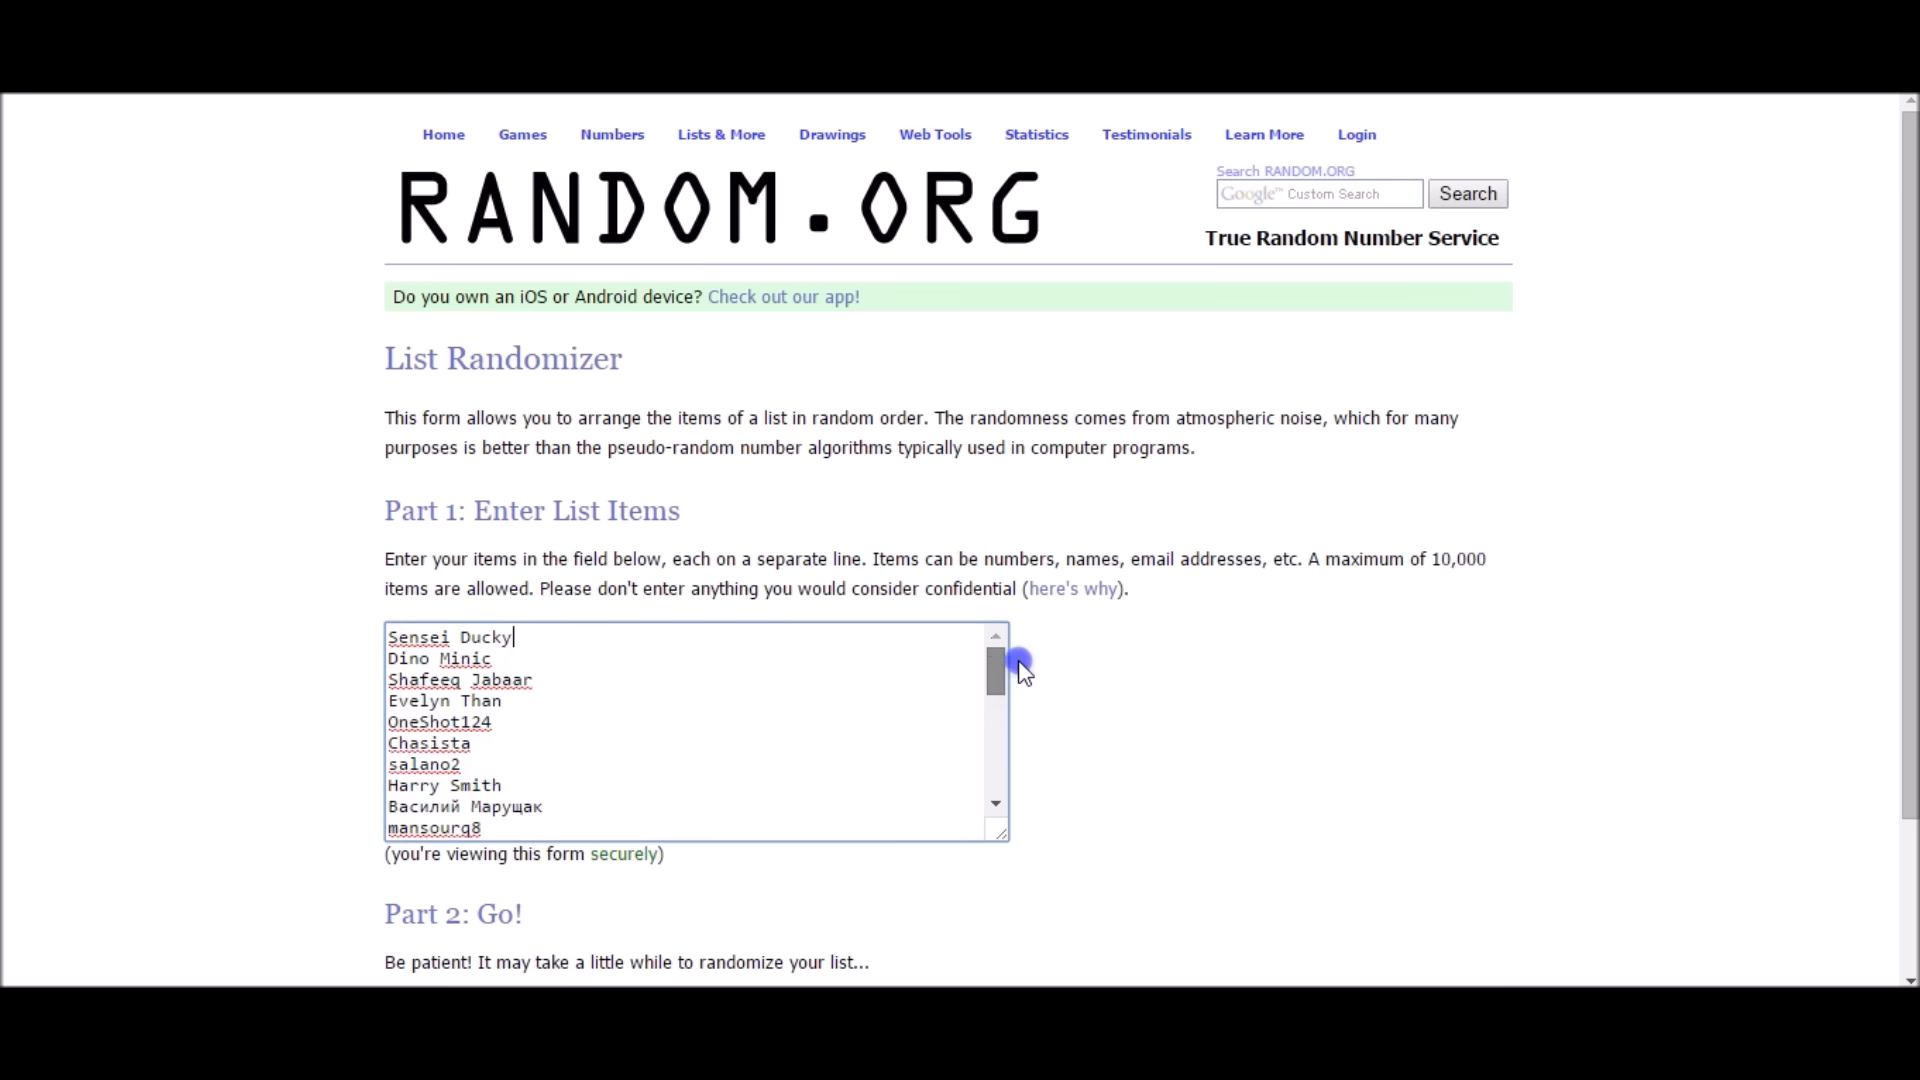 Home Games Numbers Lists & More Drawings Web Tools Statistics Testimonials Learn More Login
RANDOM.ORG
Search RANDOM.ORG
Google™ Custom Search Search
True Random Number Service
Do you own an iOS or Android device? Check out our app!
List Randomizer
This form allows you to arrange the items of a list in random order. The randomness comes from atmospheric noise, which for many
purposes is better than the pseudo-random number algorithms typically used in computer programs.
Part 1: Enter List Items
Enter your items in the field below, each on a separate line. Items can be numbers, names, email addresses, etc. A maximum of 10,000
items are allowed. Please don't enter anything you would consider confidential (here's why).
Sensei Ducky
Dino Minic
Shafeeq Jabaar
Evelyn Than
OneShot124
Chasista
salano2
Harry Smith
Василий Марущак
mansourq8
(you're viewing this form securely)
Part 2: Go!
Be patient! It may take a little while to randomize your list...